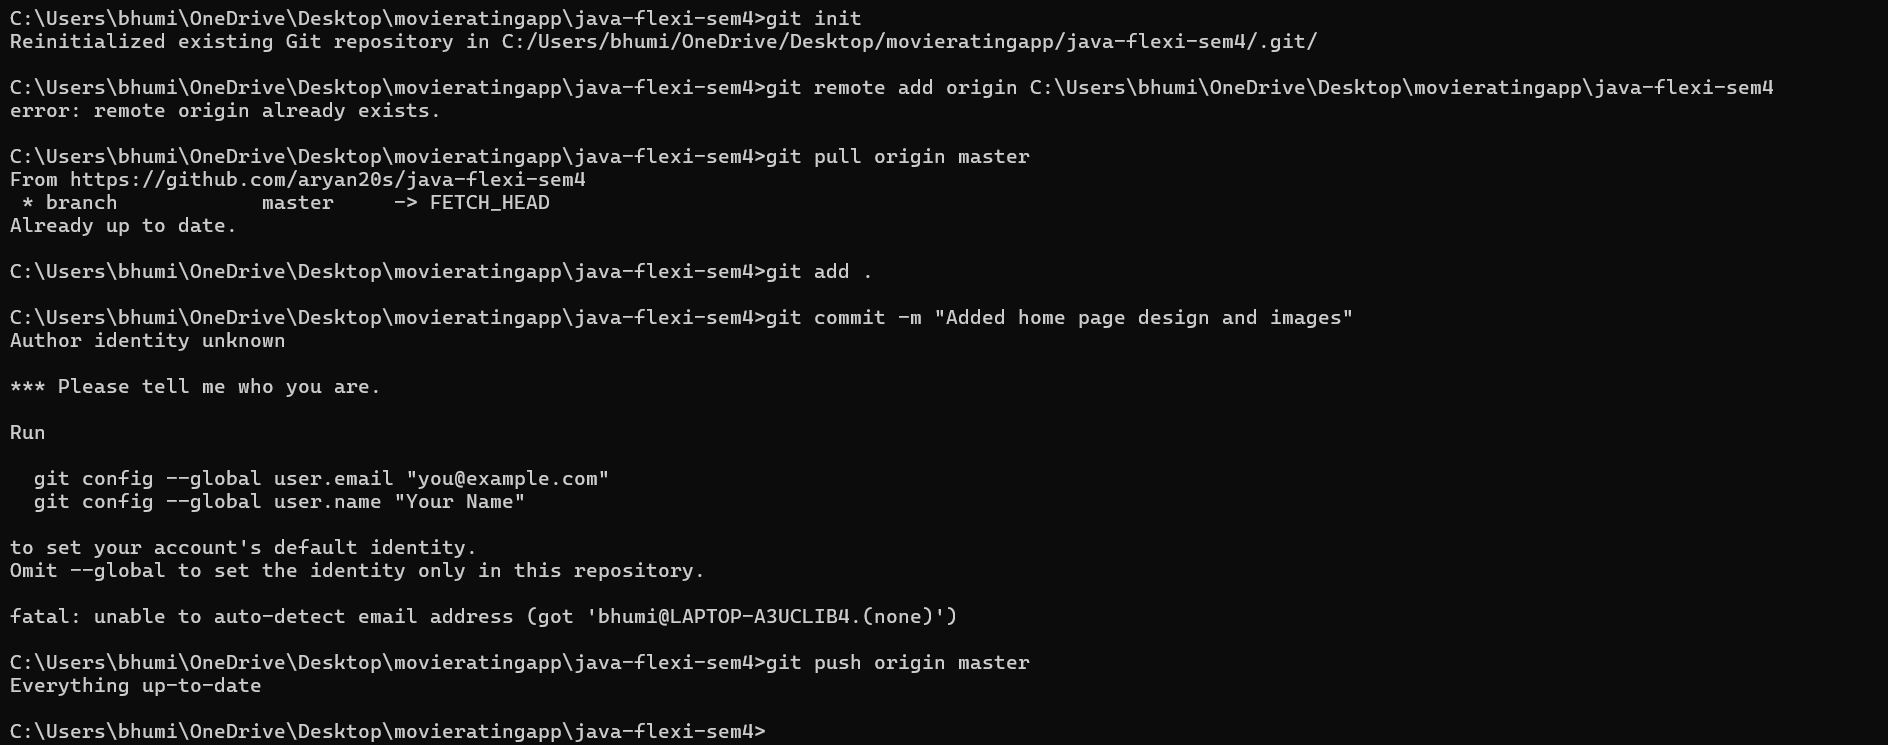 C:\Users\bhumi\OneDrive\Desktop\movieratingapp\java-flexi-sem4>git init
Reinitialized existing Git repository in C:/Users/bhumi/OneDrive/Desktop/movieratingapp/java-flexi-sem4/.git/
C:\Users\bhumi\OneDrive\Desktop\movieratingapp\java-flexi-sem4>git remote add origin C:\Users\bhumi\OneDrive\Desktop\movieratingapp\java-flexi-sem4
error: remote origin already exists.
C:\Users\bhumi\OneDrive\Desktop\movieratingapp\java-flexi-sem4>git pull origin master
From https://github.com/aryan20s/java-flexi-sem4
 * branch            master     -> FETCH_HEAD
Already up to date.
C:\Users\bhumi\OneDrive\Desktop\movieratingapp\java-flexi-sem4>git add .
C:\Users\bhumi\OneDrive\Desktop\movieratingapp\java-flexi-sem4>git commit -m "Added home page design and images"
Author identity unknown
*** Please tell me who you are.
Run
  git config --global user.email "you@example.com"
  git config --global user.name "Your Name"
to set your account's default identity.
Omit --global to set the identity only in this repository.
fatal: unable to auto-detect email address (got 'bhumi@LAPTOP-A3UCLIB4.(none)')
C:\Users\bhumi\OneDrive\Desktop\movieratingapp\java-flexi-sem4>git push origin master
Everything up-to-date
C:\Users\bhumi\OneDrive\Desktop\movieratingapp\java-flexi-sem4>